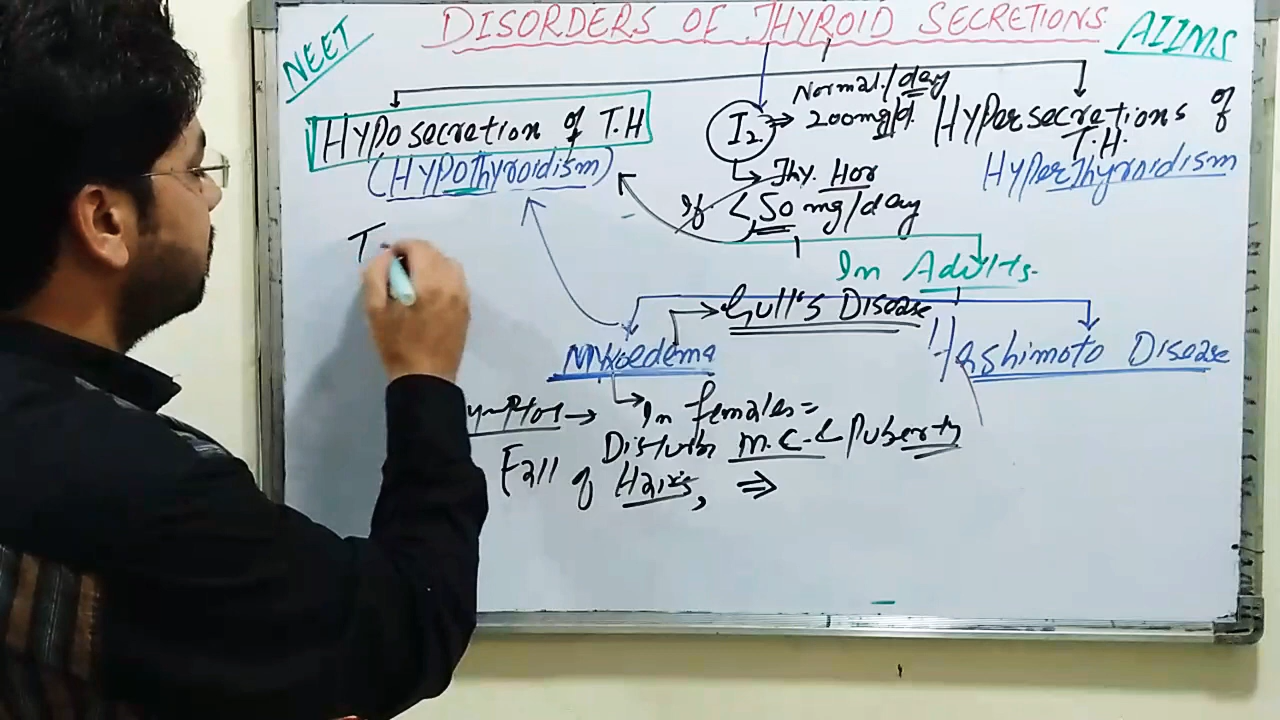 DISORDERS OF THYROID SECRETIONS
NEET
AIIMS
HYPosecretion of T.H
(HYPOThyroidism)
I2
Normal./day
200mg/d.
HYPersecretions of T.H.
HYPerThyroidism
Thy. Hor
If < 50 mg/day
In Adults.
Gull's Disease
Myxoedema
Hashimoto Disease
In females =
Disturb M.C & Puberty
Fall of Hairs, ⇒
T